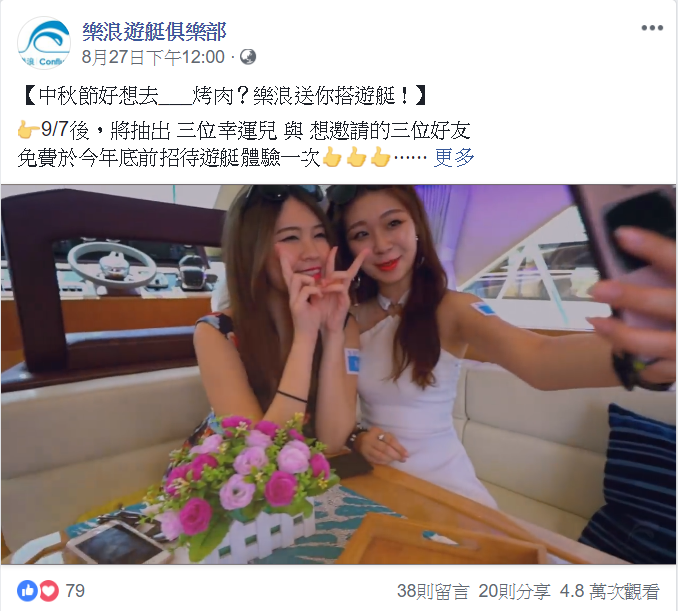 樂浪遊艇俱樂部
8月27日下午12:00 ·
【中秋節好想去___烤肉？樂浪送你搭遊艇！】
👉9/7後，將抽出 三位幸運兒 與 想邀請的三位好友
免費於今年底前招待遊艇體驗一次👆👆👆…… 更多
79
38則留言 20則分享 4.8 萬次觀看